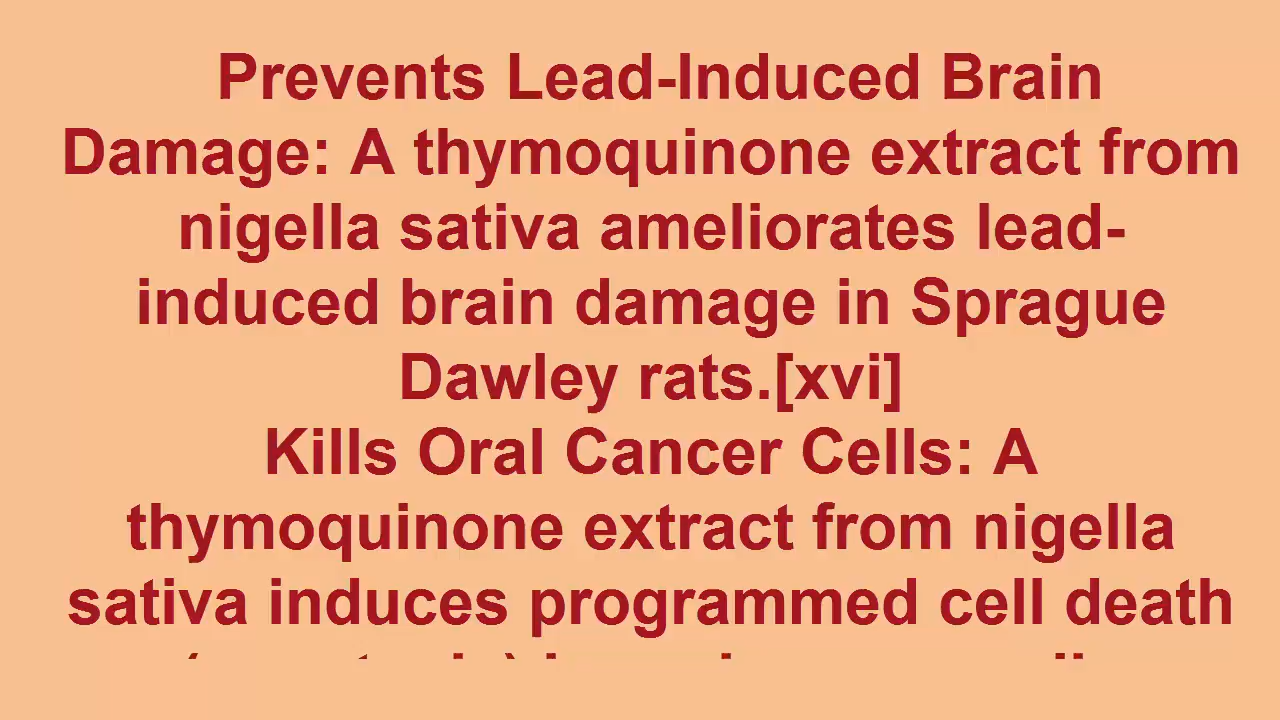 Prevents Lead-Induced Brain
Damage: A thymoquinone extract from
nigella sativa ameliorates lead-
induced brain damage in Sprague
Dawley rats.[xvi]
Kills Oral Cancer Cells: A
thymoquinone extract from nigella
sativa induces programmed cell death